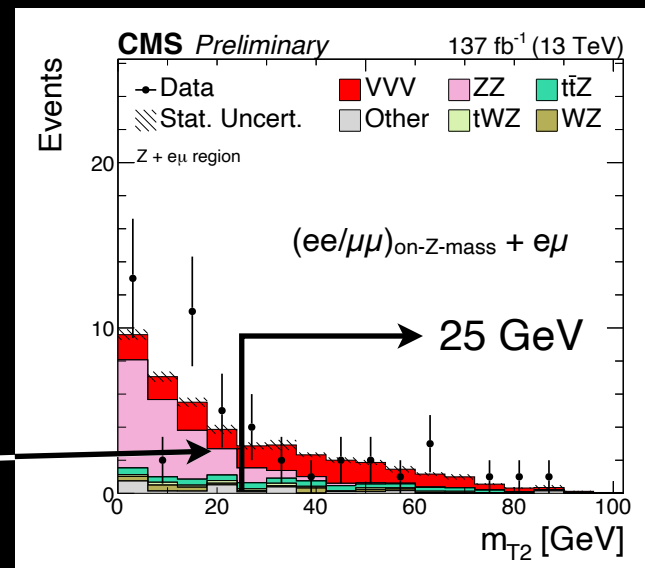 CMS Preliminary 137 fb⁻¹ (13 TeV)
Events
Data VVV ZZ tt̄Z
Stat. Uncert. Other tWZ WZ
Z + eμ region
20
(ee/μμ)on-Z-mass + eμ
10
25 GeV
0
0 20 40 60 80 100
mT2 [GeV]